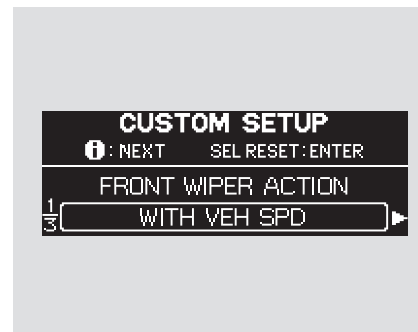 CUSTOM SETUP
i: NEXT SEL RESET: ENTER
FRONT WIPER ACTION
1/3 WITH VEH SPD